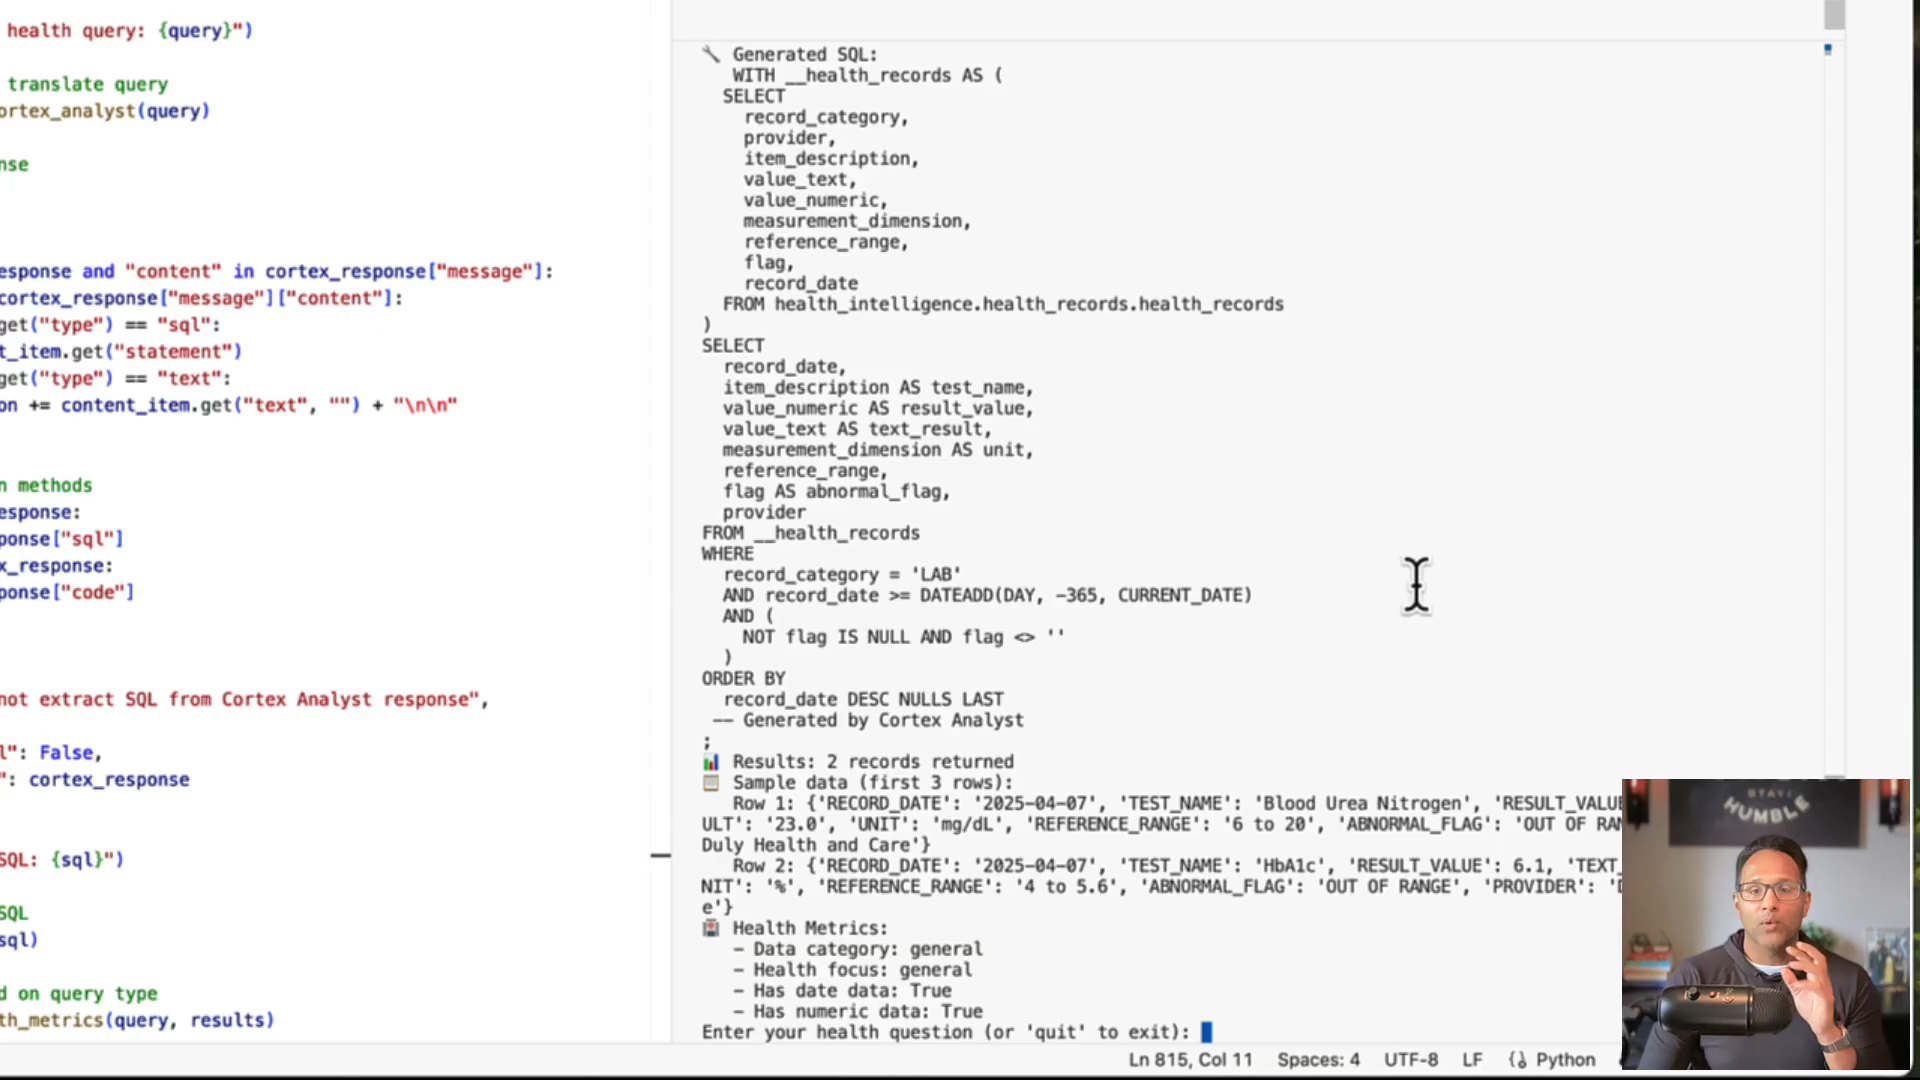 health query: {query}")
translate query
ortex_analyst(query)
nse
esponse and "content" in cortex_response["message"]:
cortex_response["message"]["content"]:
get("type") == "sql":
t_item.get("statement")
get("type") == "text":
on += content_item.get("text", "") + "\n\n"
n methods
esponse:
ponse["sql"]
x_response:
ponse["code"]
not extract SQL from Cortex Analyst response",
l": False,
": cortex_response
SQL: {sql}")
SQL
sql)
d on query type
th_metrics(query, results)
Generated SQL:
WITH __health_records AS (
SELECT
record_category,
provider,
item_description,
value_text,
value_numeric,
measurement_dimension,
reference_range,
flag,
record_date
FROM health_intelligence.health_records.health_records
)
SELECT
record_date,
item_description AS test_name,
value_numeric AS result_value,
value_text AS text_result,
measurement_dimension AS unit,
reference_range,
flag AS abnormal_flag,
provider
FROM __health_records
WHERE
record_category = 'LAB'
AND record_date >= DATEADD(DAY, -365, CURRENT_DATE)
AND (
NOT flag IS NULL AND flag <> ''
)
ORDER BY
record_date DESC NULLS LAST
-- Generated by Cortex Analyst
;
Results: 2 records returned
Sample data (first 3 rows):
Row 1: {'RECORD_DATE': '2025-04-07', 'TEST_NAME': 'Blood Urea Nitrogen', 'RESULT_VALUE
ULT': '23.0', 'UNIT': 'mg/dL', 'REFERENCE_RANGE': '6 to 20', 'ABNORMAL_FLAG': 'OUT OF RAN
Duly Health and Care'}
Row 2: {'RECORD_DATE': '2025-04-07', 'TEST_NAME': 'HbA1c', 'RESULT_VALUE': 6.1, 'TEXT_
NIT': '%', 'REFERENCE_RANGE': '4 to 5.6', 'ABNORMAL_FLAG': 'OUT OF RANGE', 'PROVIDER': 'D
e'}
Health Metrics:
- Data category: general
- Health focus: general
- Has date data: True
- Has numeric data: True
Enter your health question (or 'quit' to exit):
Ln 815, Col 11 Spaces: 4 UTF-8 LF Python
STAY
HUMBLE